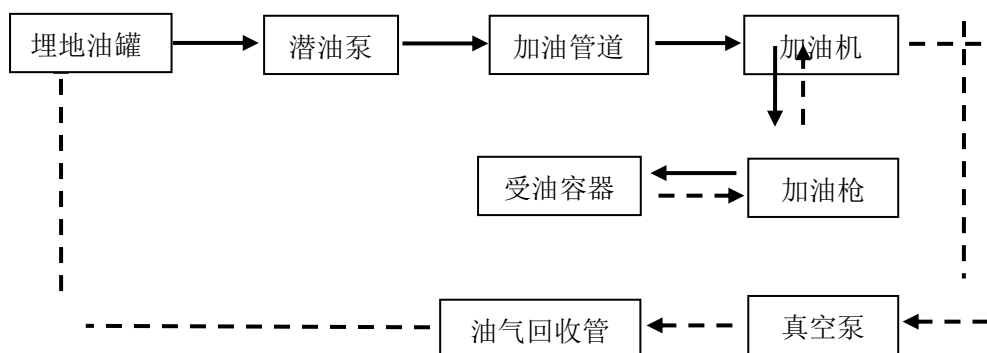 埋地油罐
潜油泵
加油管道
加油机
受油容器
加油枪
油气回收管
真空泵